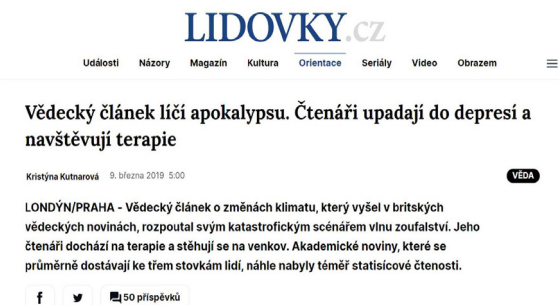 LIDOVKY.cz
Události Názory Magazín Kultura Orientace Seriály Video Obrazem
Vědecký článek líčí apokalypsu. Čtenáři upadají do depresí a
navštěvují terapie
Kristýna Kutnarová 9. března 2019 5:00 VĚDA
LONDÝN/PRAHA - Vědecký článek o změnách klimatu, který vyšel v britských
vědeckých novinách, rozpoutal svým katastrofickým scénářem vlnu zoufalství. Jeho
čtenáři dochází na terapie a stěhují se na venkov. Akademické noviny, které se
průměrně dostávají ke třem stovkám lidí, náhle nabyly téměř statisícové čtenosti.
50 příspěvků